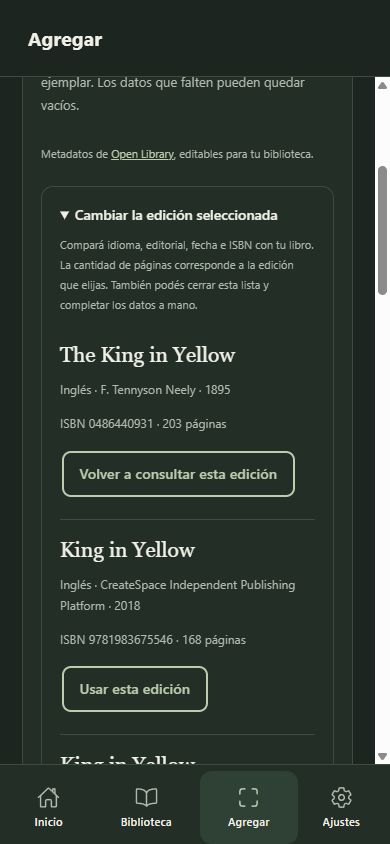 Agregar
ejemplar. Los datos que falten pueden quedar
vacíos.
Metadatos de Open Library, editables para tu biblioteca.
▼ Cambiar la edición seleccionada
Compará idioma, editorial, fecha e ISBN con tu libro.
La cantidad de páginas corresponde a la edición
que elijas. También podés cerrar esta lista y
completar los datos a mano.
The King in Yellow
Inglés · F. Tennyson Neely · 1895
ISBN 0486440931 · 203 páginas
Volver a consultar esta edición
King in Yellow
Inglés · CreateSpace Independent Publishing
Platform · 2018
ISBN 9781983675546 · 168 páginas
Usar esta edición
King in Yellow
Inicio
Biblioteca
Agregar
Ajustes